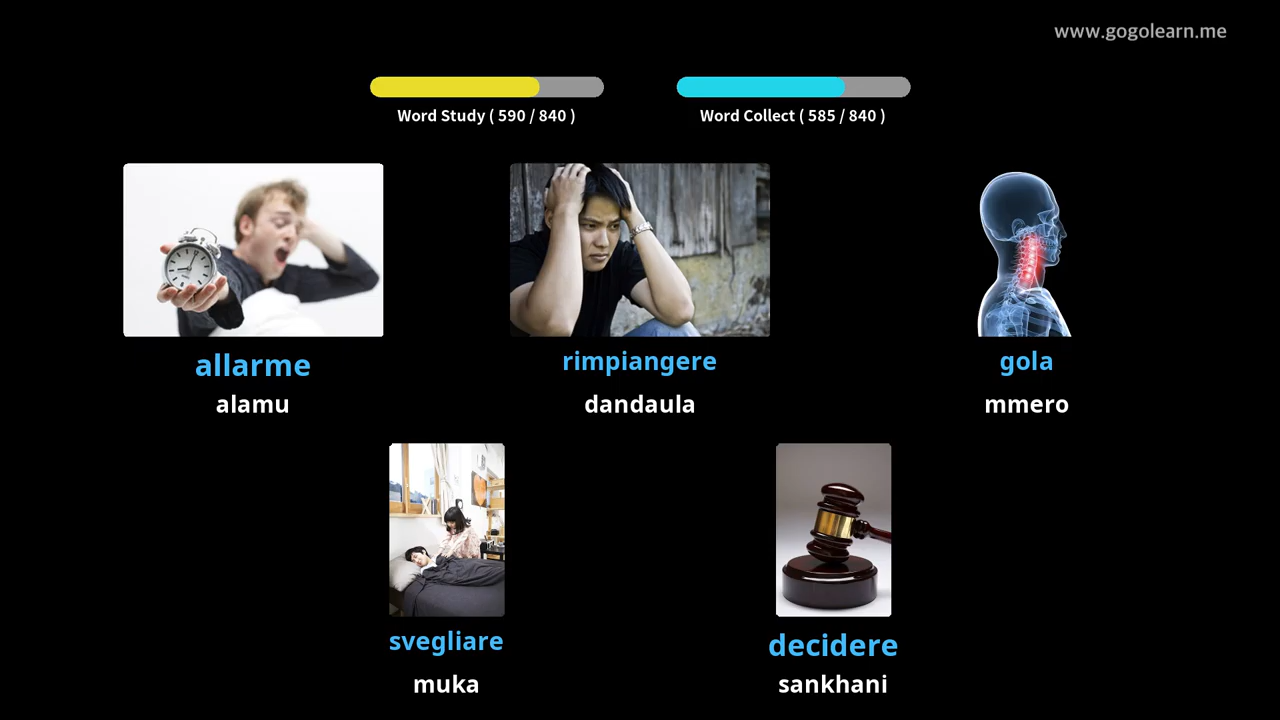 www.gogolearn.me
Word Study ( 590 / 840 )
Word Collect ( 585 / 840 )
allarme
alamu
rimpiangere
dandaula
gola
mmero
svegliare
muka
decidere
sankhani